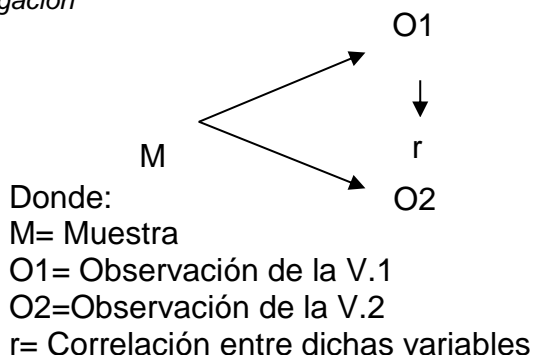 gación
O1
r
M
O2
Donde:
M= Muestra
O1= Observación de la V.1
O2=Observación de la V.2
r= Correlación entre dichas variables